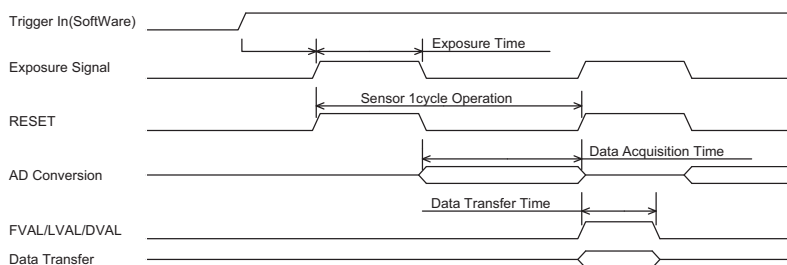 Trigger In(SoftWare)
Exposure Time
Exposure Signal
Sensor 1cycle Operation
RESET
Data Acquisition Time
AD Conversion
Data Transfer Time
FVAL/LVAL/DVAL
Data Transfer